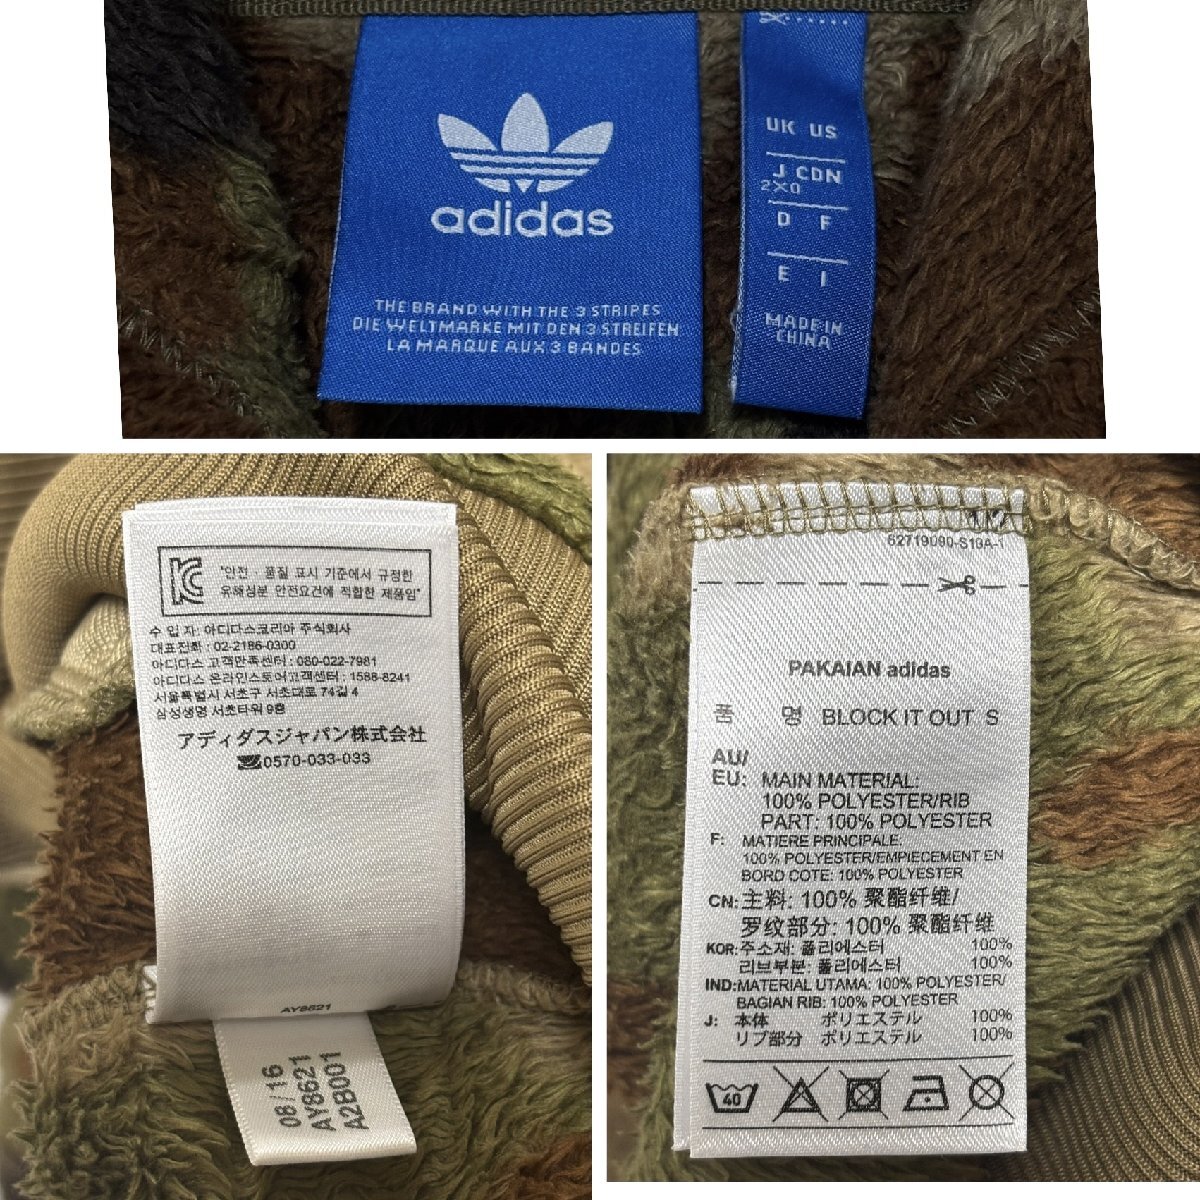 adidas
THE BRAND WITH THE 3 STRIPES
DIE WELTMARKE MIT DEN 3 STREIFEN
LA MARQUE AUX 3 BANDES
UK US
J CDN
2XO
D F
E I
MADE IN
CHINA
"안전 · 품질 표시 기준에서 규정한
유해성분 안전요건에 적합한 제품임"
수 입 자: 아디다스코리아 주식회사
대표전화 : 02-2186-0300
아디다스 고객만족센터 : 080-022-7981
아디다스 온라인스토어고객센터 : 1588-8241
서울특별시 서초구 서초대로 74길 4
삼성생명 서초타워 9층
アディダスジャパン株式会社
0570-033-033
AY8621
08/16
AY8621
A2B001
62719090-S19A-1
PAKAIAN adidas
품 명 BLOCK IT OUT S
AU/
EU: MAIN MATERIAL:
100% POLYESTER/RIB
PART: 100% POLYESTER
F: MATIERE PRINCIPALE:
100% POLYESTER/EMPIECEMENT EN
BORD COTE: 100% POLYESTER
CN: 主料: 100% 聚酯纤维/
罗纹部分: 100% 聚酯纤维
KOR: 주소재: 폴리에스터 100%
리브부분: 폴리에스터 100%
IND: MATERIAL UTAMA: 100% POLYESTER/
BAGIAN RIB: 100% POLYESTER
J: 本体 ポリエステル 100%
リブ部分 ポリエステル 100%
40